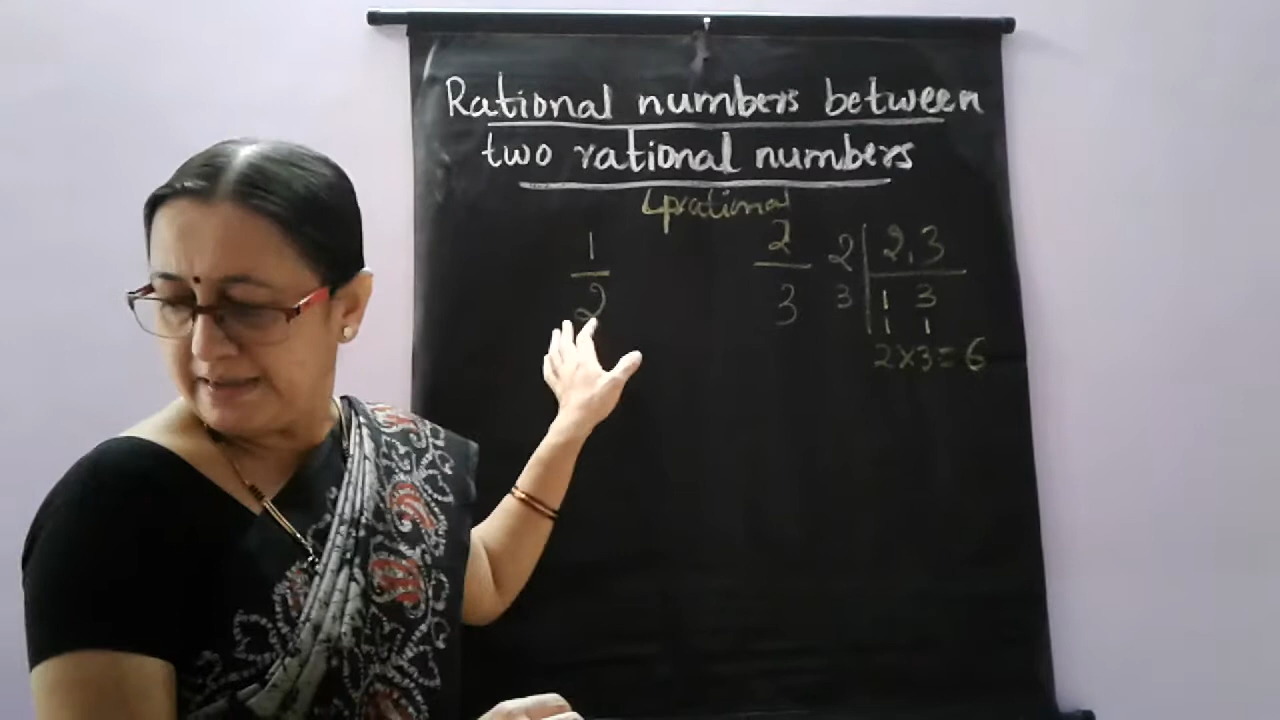 Rational numbers between
two rational numbers
4 rational
1
2
2
3
2 | 2, 3
3 | 1 3
1 1
2×3=6